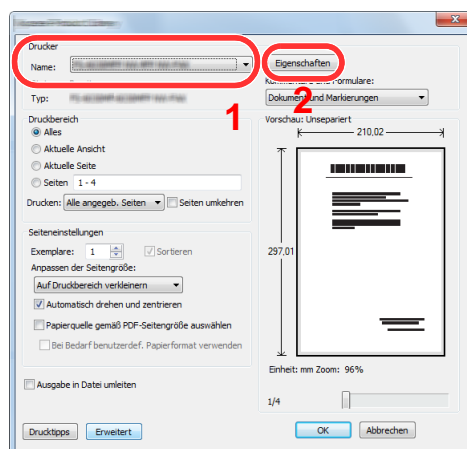 Drucker
Name:
Eigenschaften
Typ:
Kommentare und Formulare:
Dokument und Markierungen
1
2
Druckbereich
Alles
Aktuelle Ansicht
Aktuelle Seite
Seiten 1 - 4
Drucken: Alle angegeb. Seiten Seiten umkehren
Vorschau: Unsepariert
210,02
297,01
Seiteneinstellungen
Exemplare: 1 Sortieren
Anpassen der Seitengröße:
Auf Druckbereich verkleinern
Automatisch drehen und zentrieren
Papierquelle gemäß PDF-Seitengröße auswählen
Bei Bedarf benutzerdef. Papierformat verwenden
Einheit: mm Zoom: 96%
Ausgabe in Datei umleiten
1/4
Drucktipps Erweitert OK Abbrechen